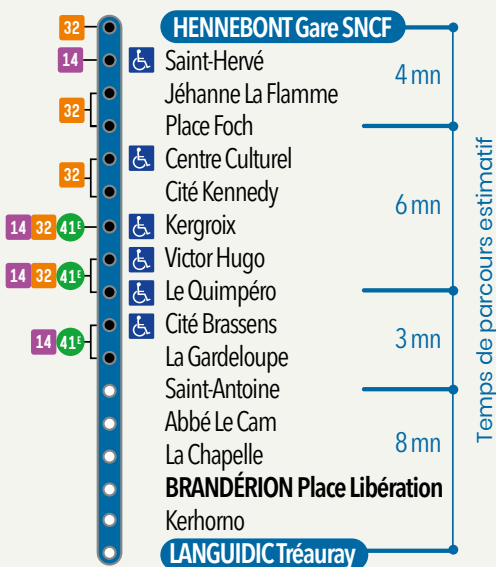 32 HENNEBONT Gare SNCF
14 Saint-Hervé
4 mn
Jéhanne La Flamme
32
Place Foch
Centre Culturel
32
Cité Kennedy
6 mn
14 32 41E Kergroix
Victor Hugo
14 32 41E
Le Quimpéro
Cité Brassens
3 mn
14 41E
La Gardeloupe
Saint-Antoine
Abbé Le Cam
8 mn
La Chapelle
BRANDÉRION Place Libération
Kerhorno
LANGUIDIC Tréauray
Temps de parcours estimatif